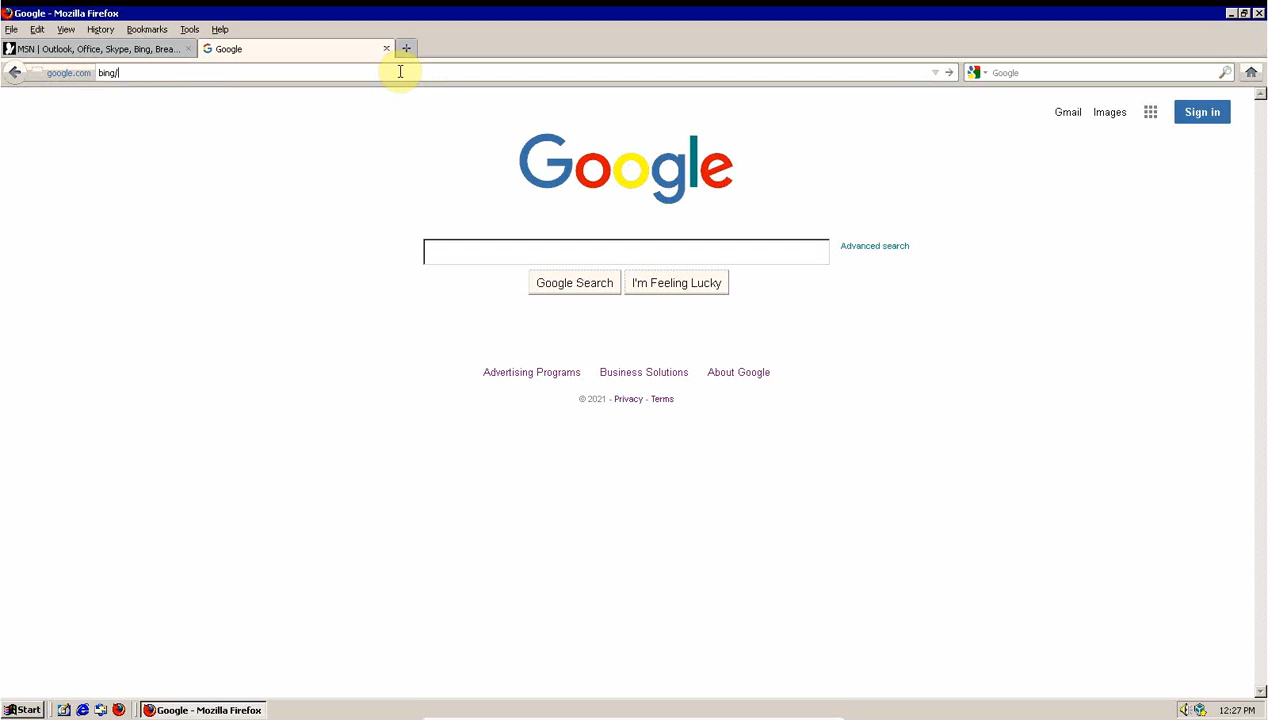 Google - Mozilla Firefox
File Edit View History Bookmarks Tools Help
MSN | Outlook, Office, Skype, Bing, Brea...
Google
google.com bing/
Google
Gmail Images Sign in
Google
Advanced search
Google Search I'm Feeling Lucky
Advertising Programs Business Solutions About Google
© 2021 - Privacy - Terms
Start Google - Mozilla Firefox 12:27 PM